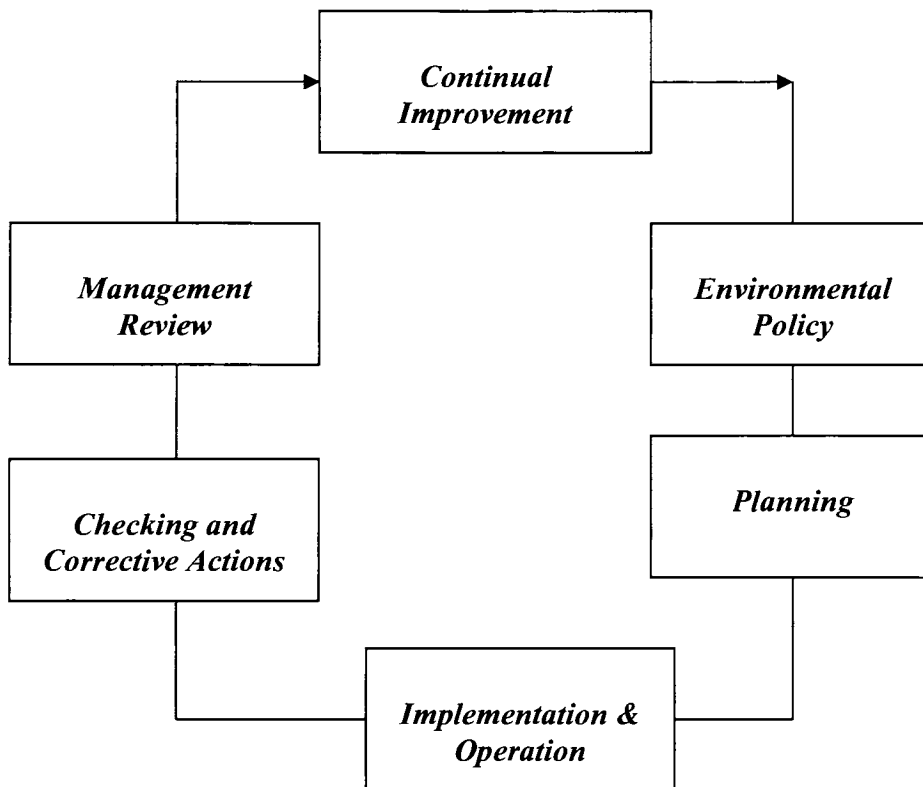 Continual
Improvement
Management
Review
Environmental
Policy
Checking and
Corrective Actions
Planning
Implementation &
Operation